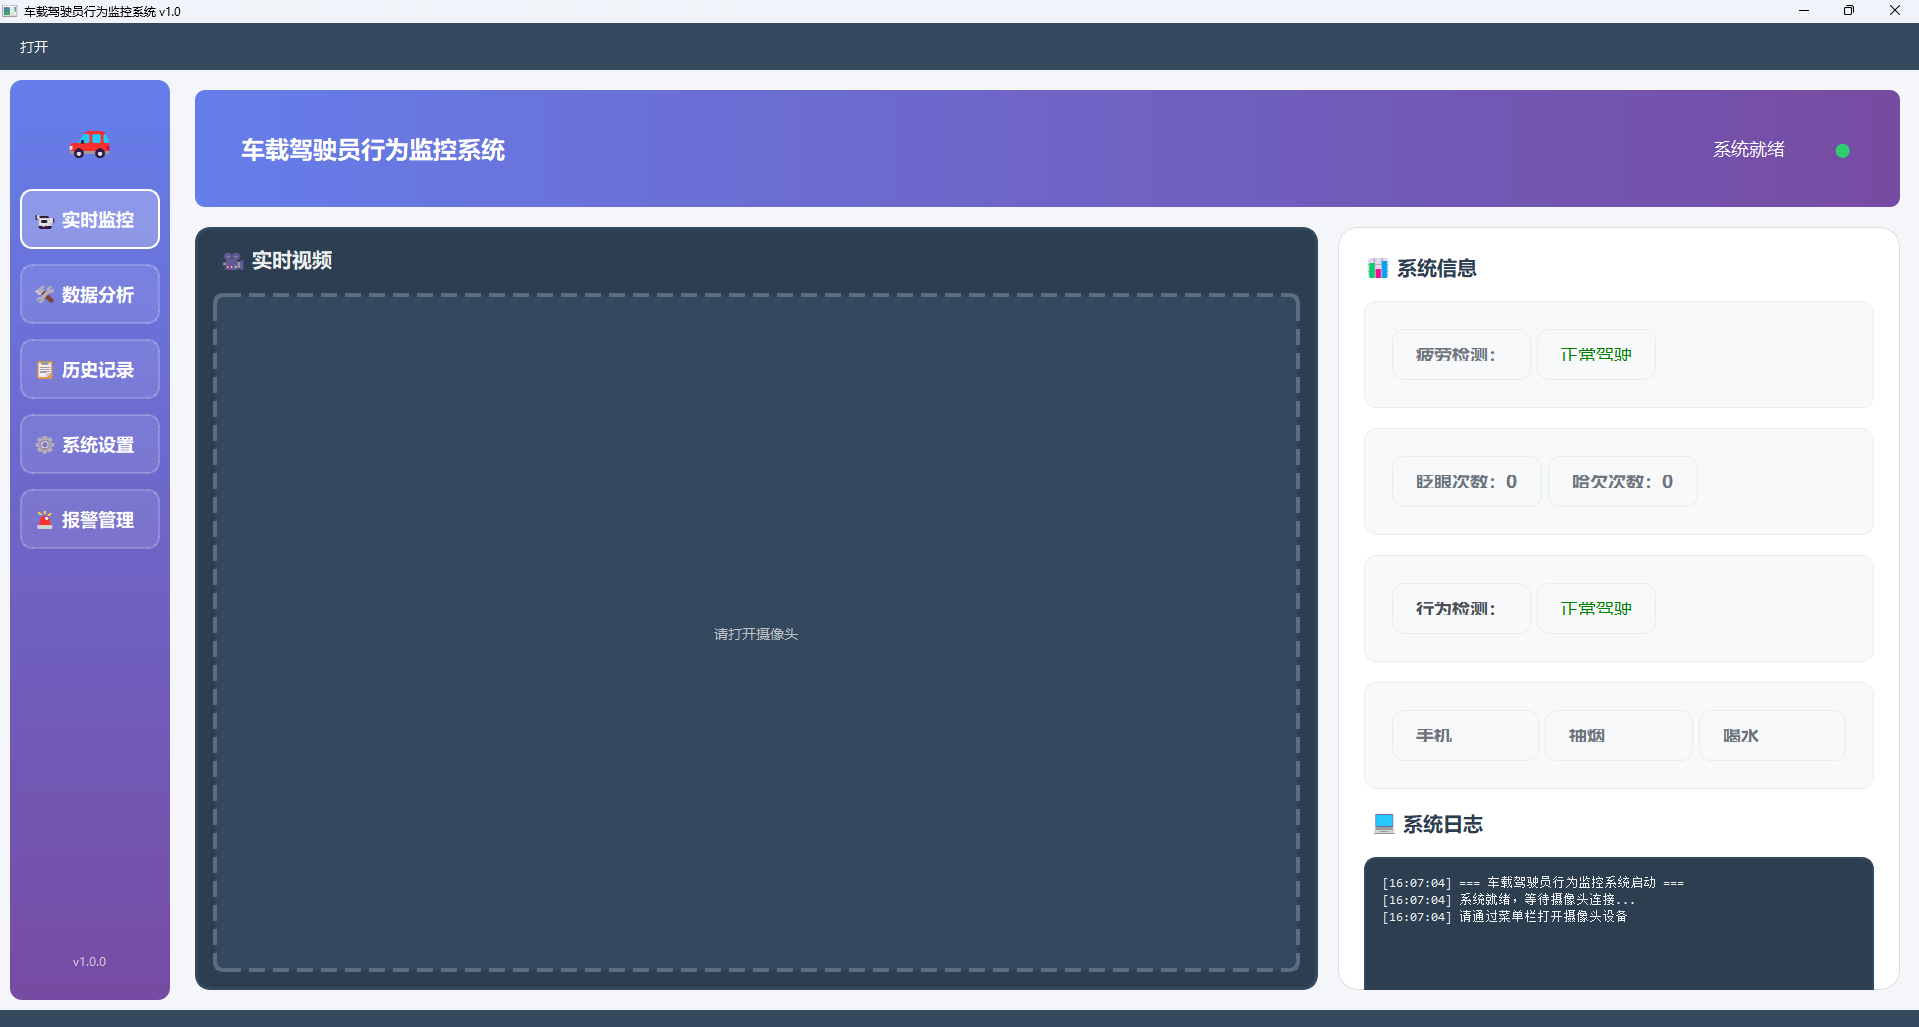 车载驾驶员行为监控系统 v1.0
打开
实时监控
数据分析
历史记录
系统设置
报警管理
v1.0.0
车载驾驶员行为监控系统
系统就绪
实时视频
请打开摄像头
系统信息
疲劳检测：
正常驾驶
眨眼次数：0
哈欠次数：0
行为检测：
正常驾驶
手机
抽烟
喝水
系统日志
[16:07:04] === 车载驾驶员行为监控系统启动 ===
[16:07:04] 系统就绪，等待摄像头连接...
[16:07:04] 请通过菜单栏打开摄像头设备